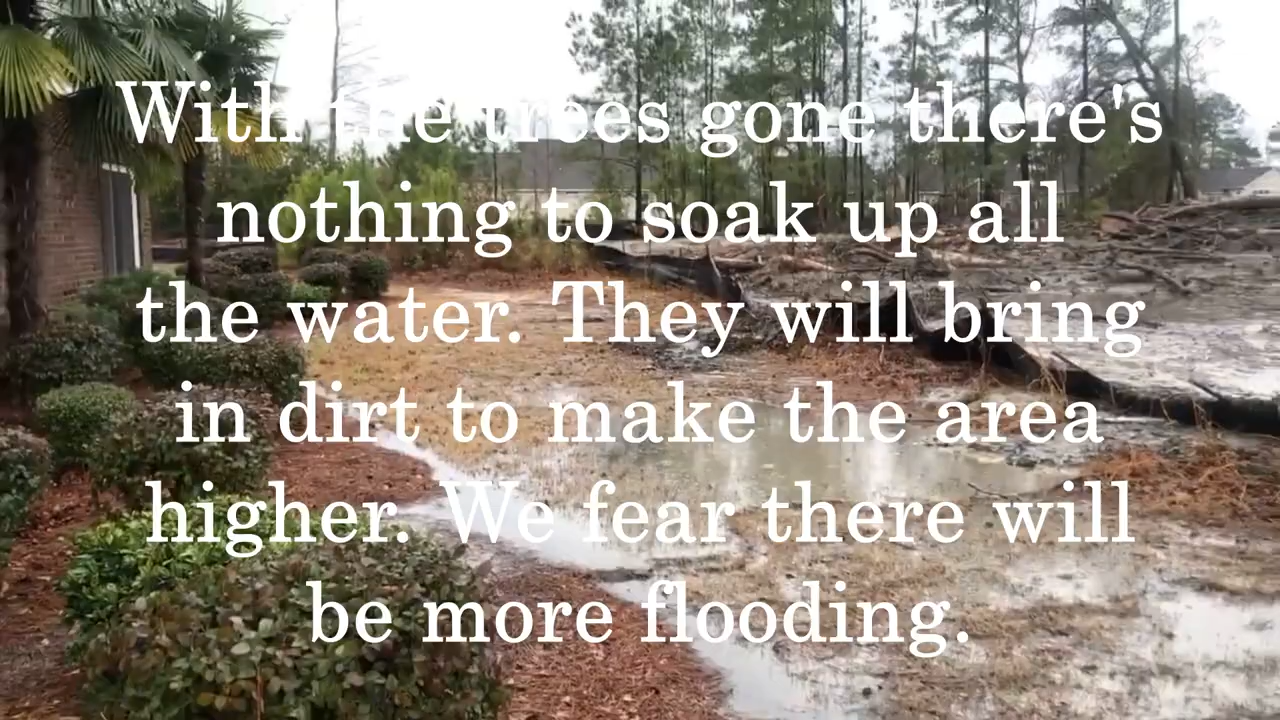 With the trees gone there's
nothing to soak up all
the water. They will bring
in dirt to make the area
higher. We fear there will
be more flooding.